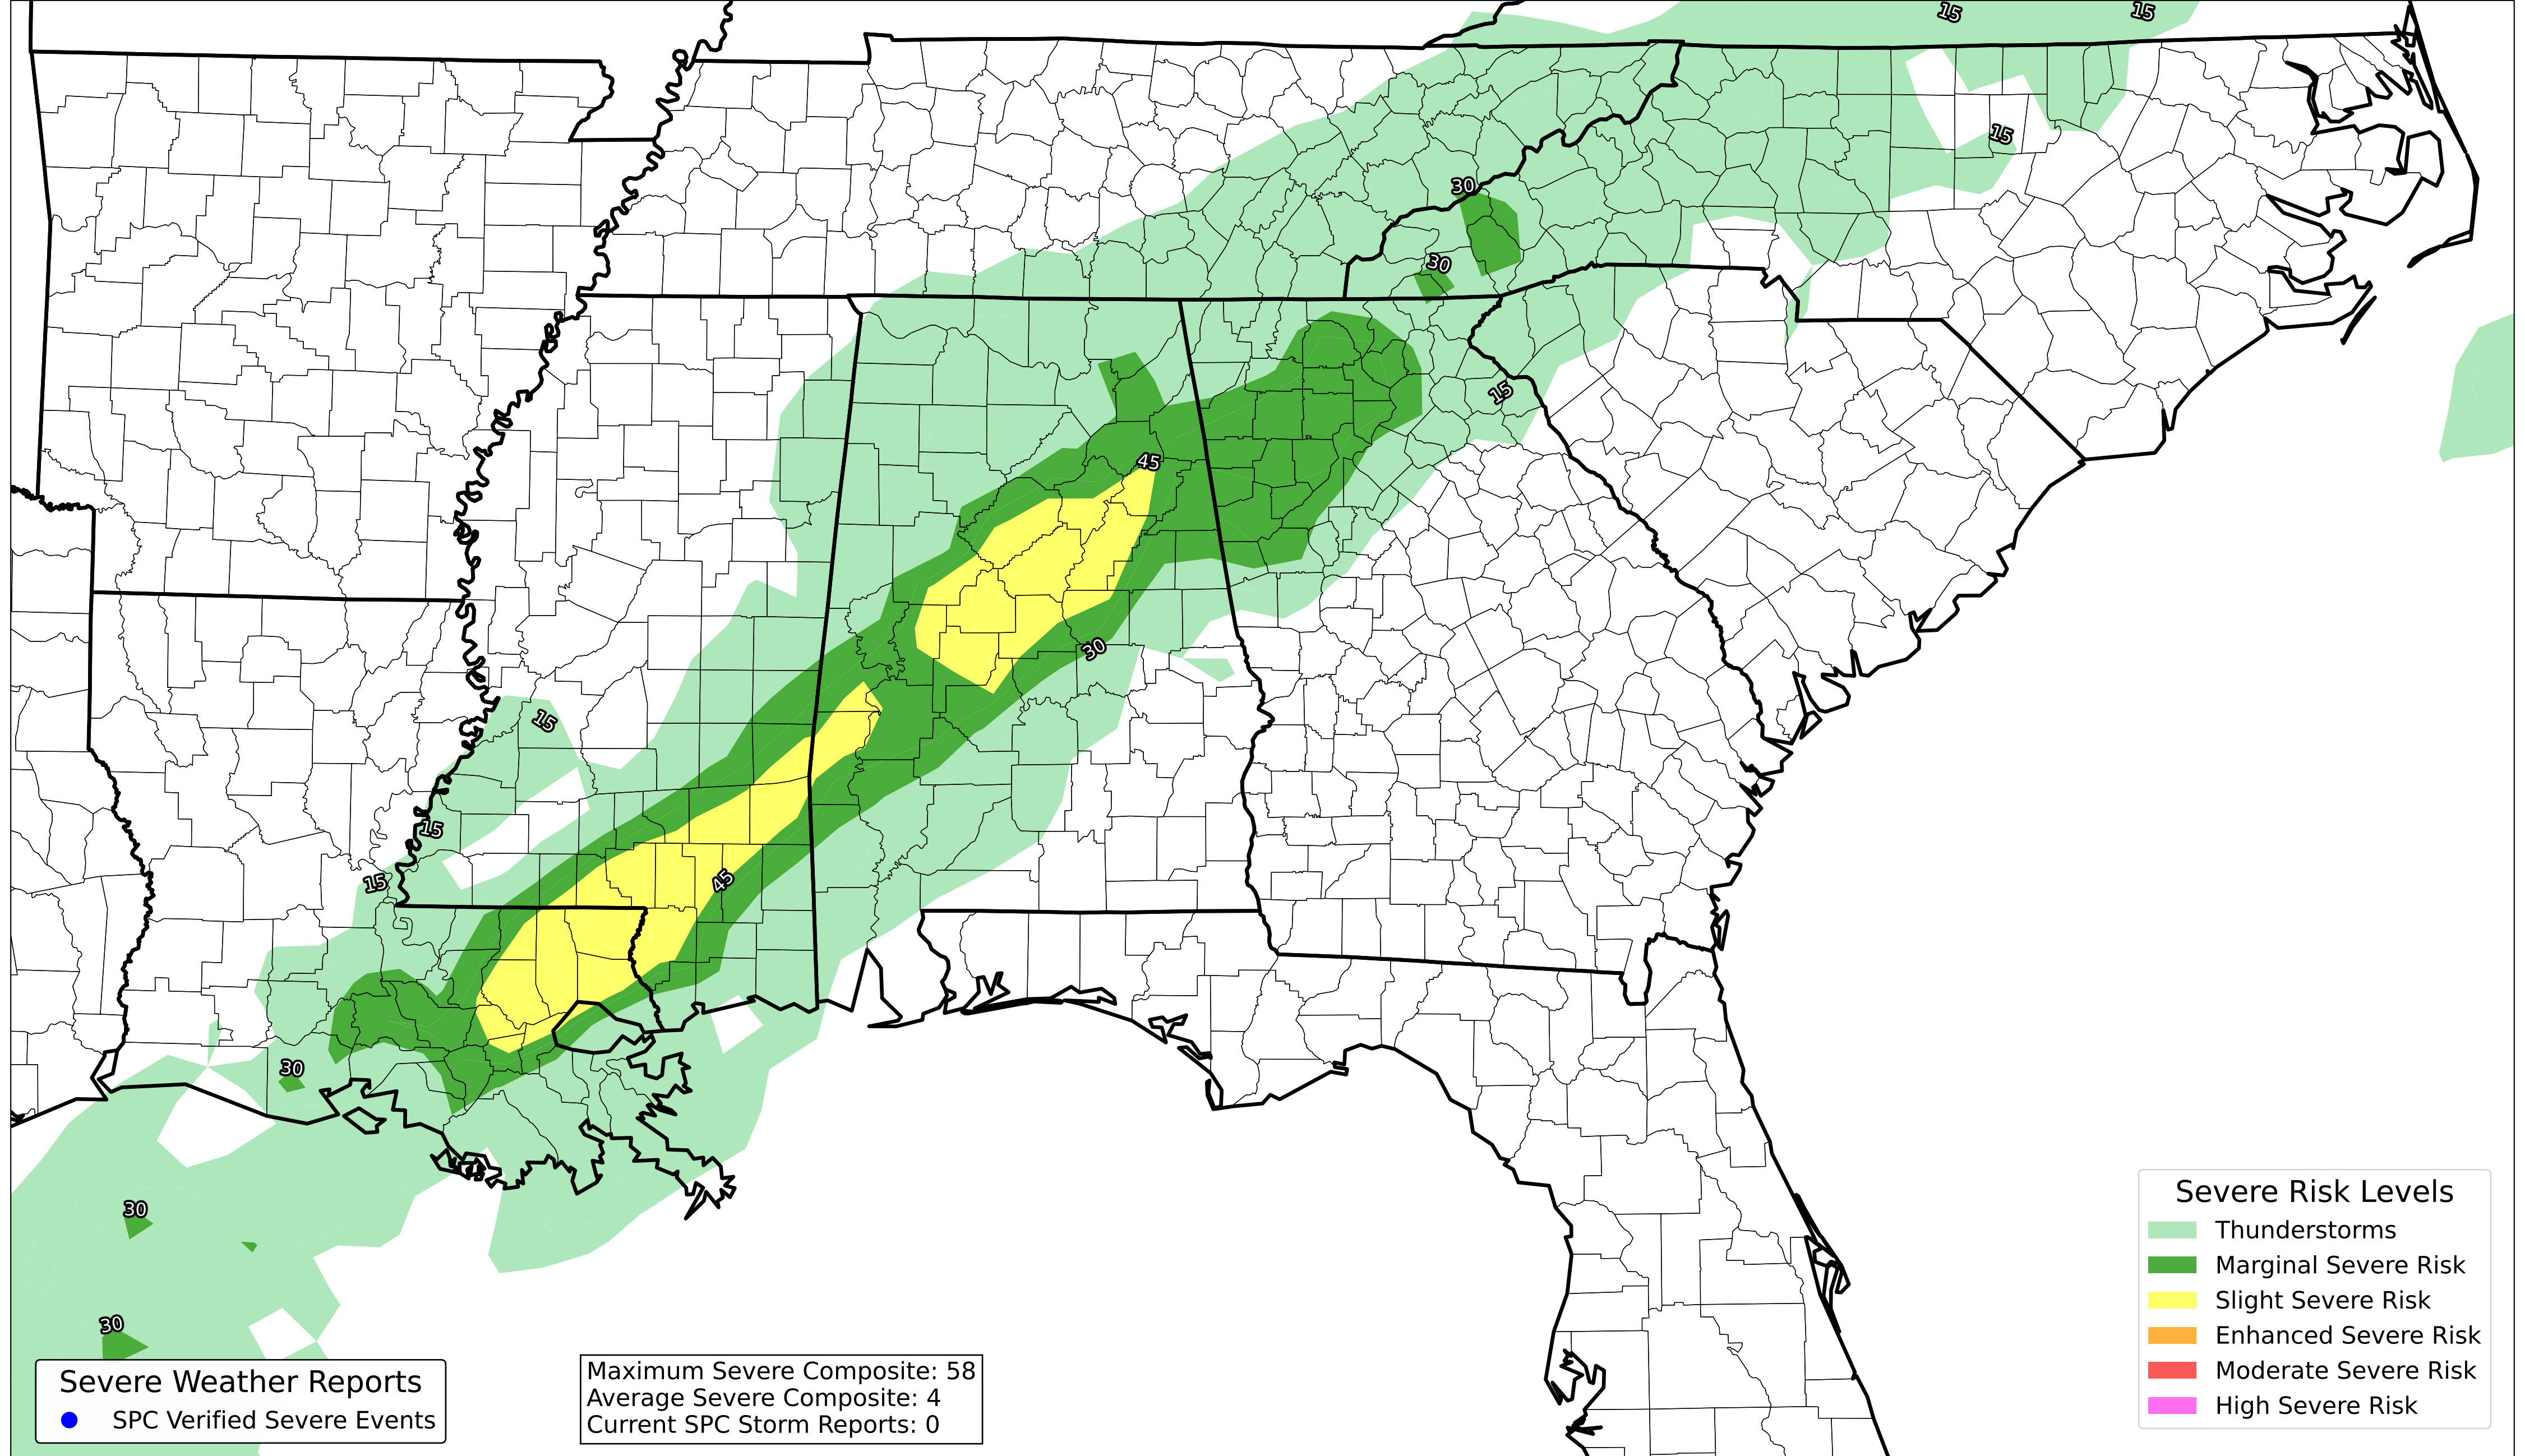 15
15
15
30
30
15
45
30
15
15
45
15
30
30
30
Severe Risk Levels
Thunderstorms
Marginal Severe Risk
Slight Severe Risk
Enhanced Severe Risk
Moderate Severe Risk
High Severe Risk
Severe Weather Reports
SPC Verified Severe Events
Maximum Severe Composite: 58
Average Severe Composite: 4
Current SPC Storm Reports: 0